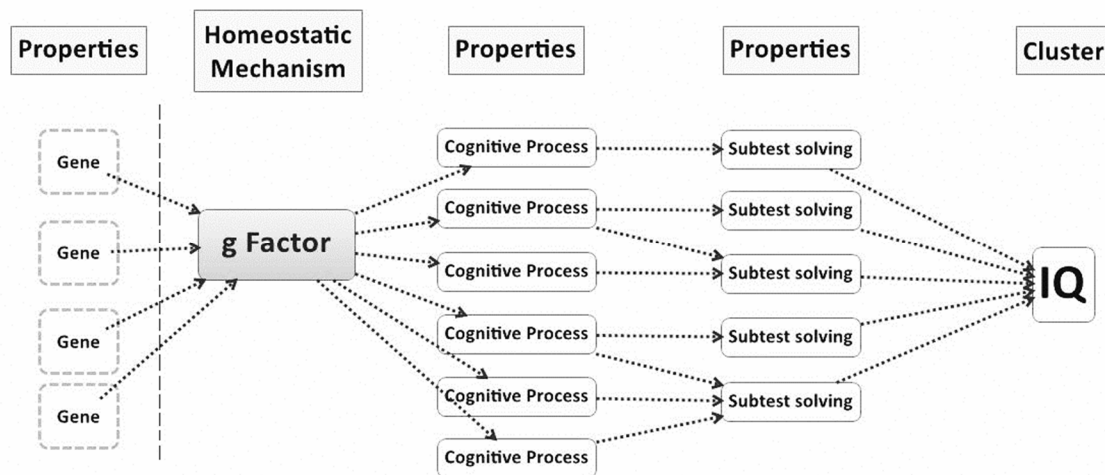 Properties
Homeostatic
Mechanism
Properties
Properties
Cluster
Gene
Gene
Gene
Gene
g Factor
Cognitive Process
Cognitive Process
Cognitive Process
Cognitive Process
Cognitive Process
Cognitive Process
Subtest solving
Subtest solving
Subtest solving
Subtest solving
Subtest solving
IQ